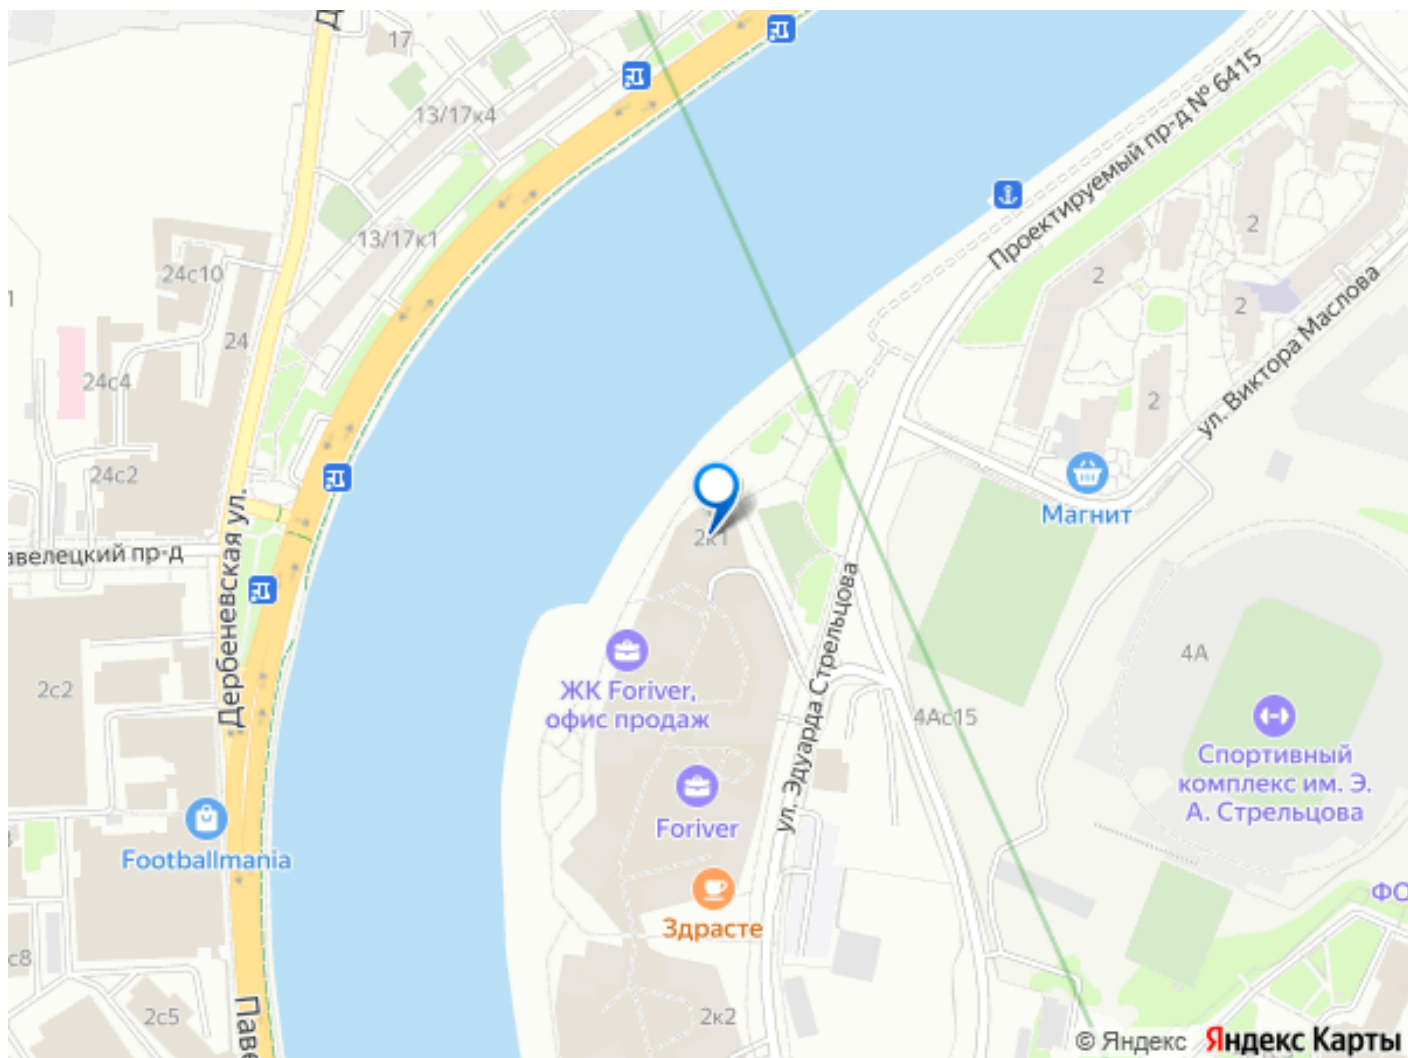 Д
17
13/17к4
13/17к1
Проектируемый пр-д № 6415
24с10
24
24с4
24с2
2
2
2
2
ул. Виктора Маслова
Магнит
авелецкий пр-д
Дербеневская ул.
2к1
ул. Эдуарда Стрельцова
2с2
ЖК Foriver,
офис продаж
4А
4Ас15
Спортивный
комплекс им. Э.
А. Стрельцова
Foriver
Footballmania
Здрасте
ФО
с8
2с5
Паве
2к2
© Яндекс Яндекс Карты